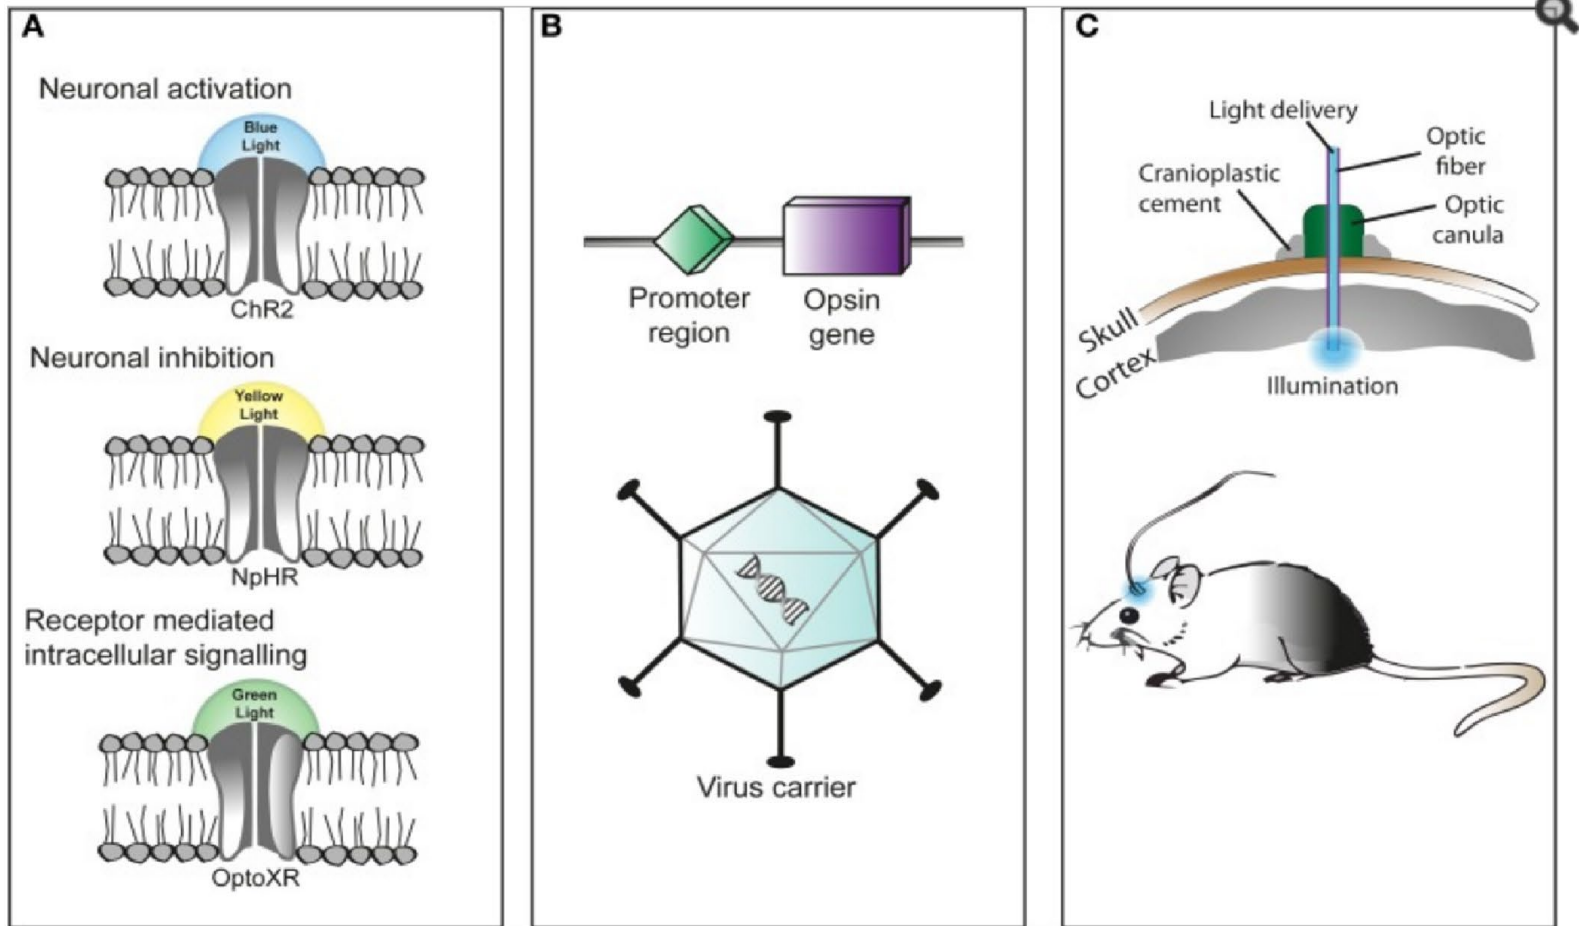 A
Neuronal activation
Blue
Light
ChR2
Neuronal inhibition
Yellow
Light
NpHR
Receptor mediated
intracellular signalling
Green
Light
OptoXR
B
Promoter
region
Opsin
gene
Virus carrier
C
Light delivery
Optic
fiber
Cranioplastic
cement
Optic
canula
Skull
Cortex
Illumination